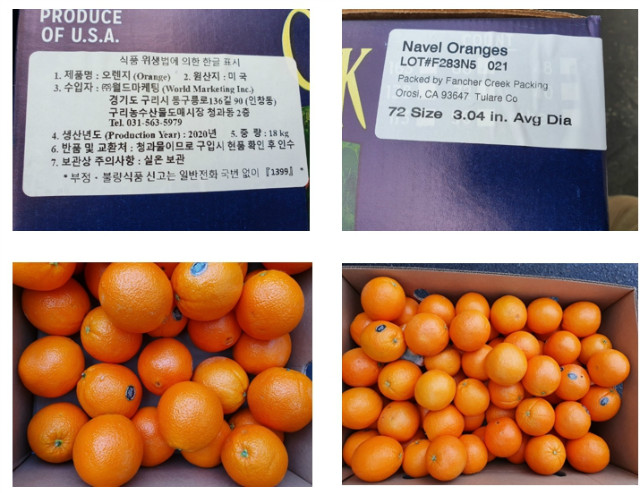 PRODUCE
OF U.S.A.
식품 위생법에 의한 한글 표시
1. 제품명 : 오렌지 (Orange) 2. 원산지 : 미 국
3. 수입자 : ㈜월드마케팅 (World Marketing Inc.)
경기도 구리시 동구릉로136길 90 (인창동)
구리농수산물도매시장 청과동 2층
Tel. 031-563-5979
4. 생산년도 (Production Year) : 2020년 5. 중 량 : 18 kg
6. 반품 및 교환처 : 청과물이므로 구입시 현품 확인 후 인수
7. 보관상 주의사항 : 실온 보관
* 부정 · 불량식품 신고는 일반전화 국번 없이 『1399』 *
Navel Oranges
LOT#F283N5 021
Packed by Fancher Creek Packing
Orosi, CA 93647 Tulare Co
72 Size 3.04 in. Avg Dia